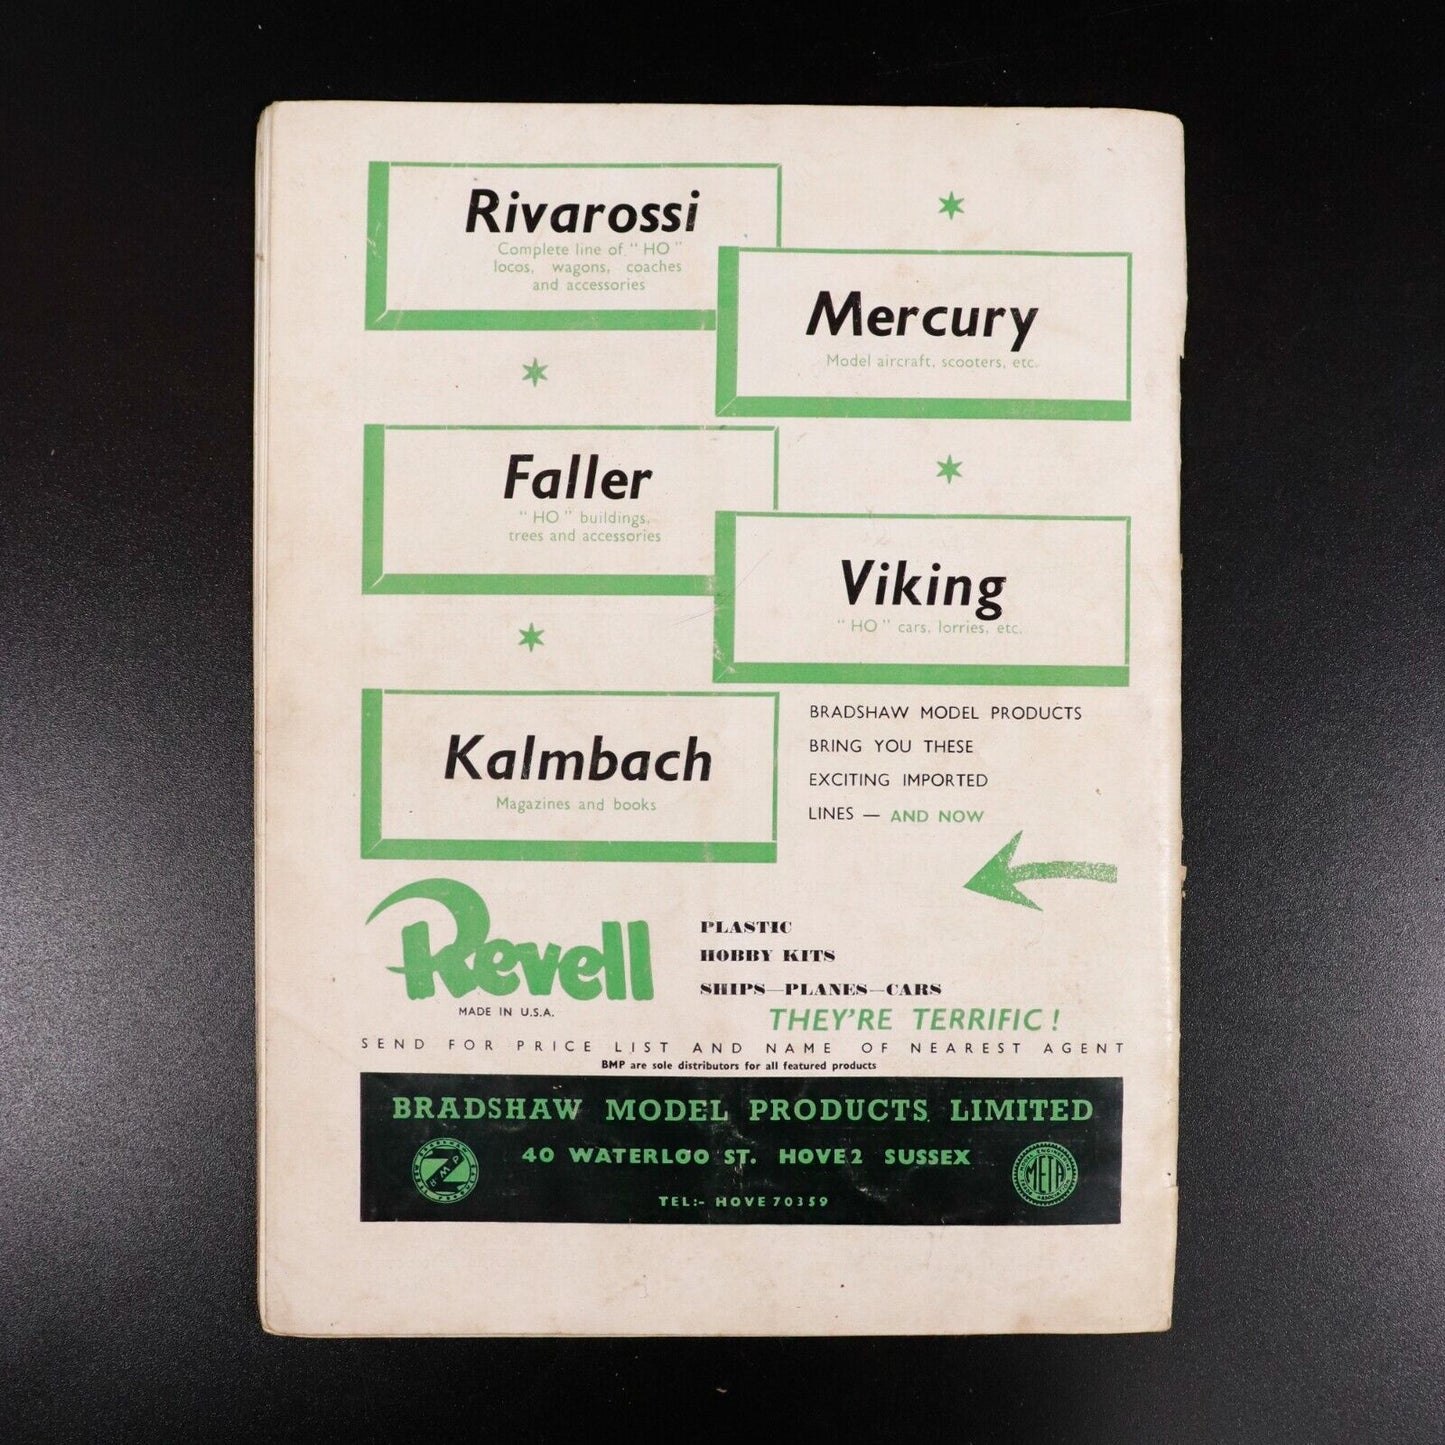 Rivarossi
Complete line of "HO"
locos, wagons, coaches
and accessories
Mercury
Model aircraft, scooters, etc.
Faller
"HO" buildings,
trees and accessories
Viking
"HO" cars, lorries, etc.
Kalmbach
Magazines and books
BRADSHAW MODEL PRODUCTS
BRING YOU THESE
EXCITING IMPORTED
LINES — AND NOW
Revell
MADE IN U.S.A.
PLASTIC
HOBBY KITS
SHIPS—PLANES—CARS
THEY'RE TERRIFIC!
SEND FOR PRICE LIST AND NAME OF NEAREST AGENT
BMP are sole distributors for all featured products
BRADSHAW MODEL PRODUCTS LIMITED
40 WATERLOO ST. HOVE 2 SUSSEX
TEL:- HOVE 70359
META